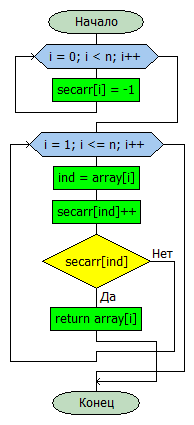 Начало
i = 0; i < n; i++
secarr[i] = -1
i = 1; i <= n; i++
ind = array[i]
secarr[ind]++
secarr[ind]
Нет
Да
return array[i]
Конец